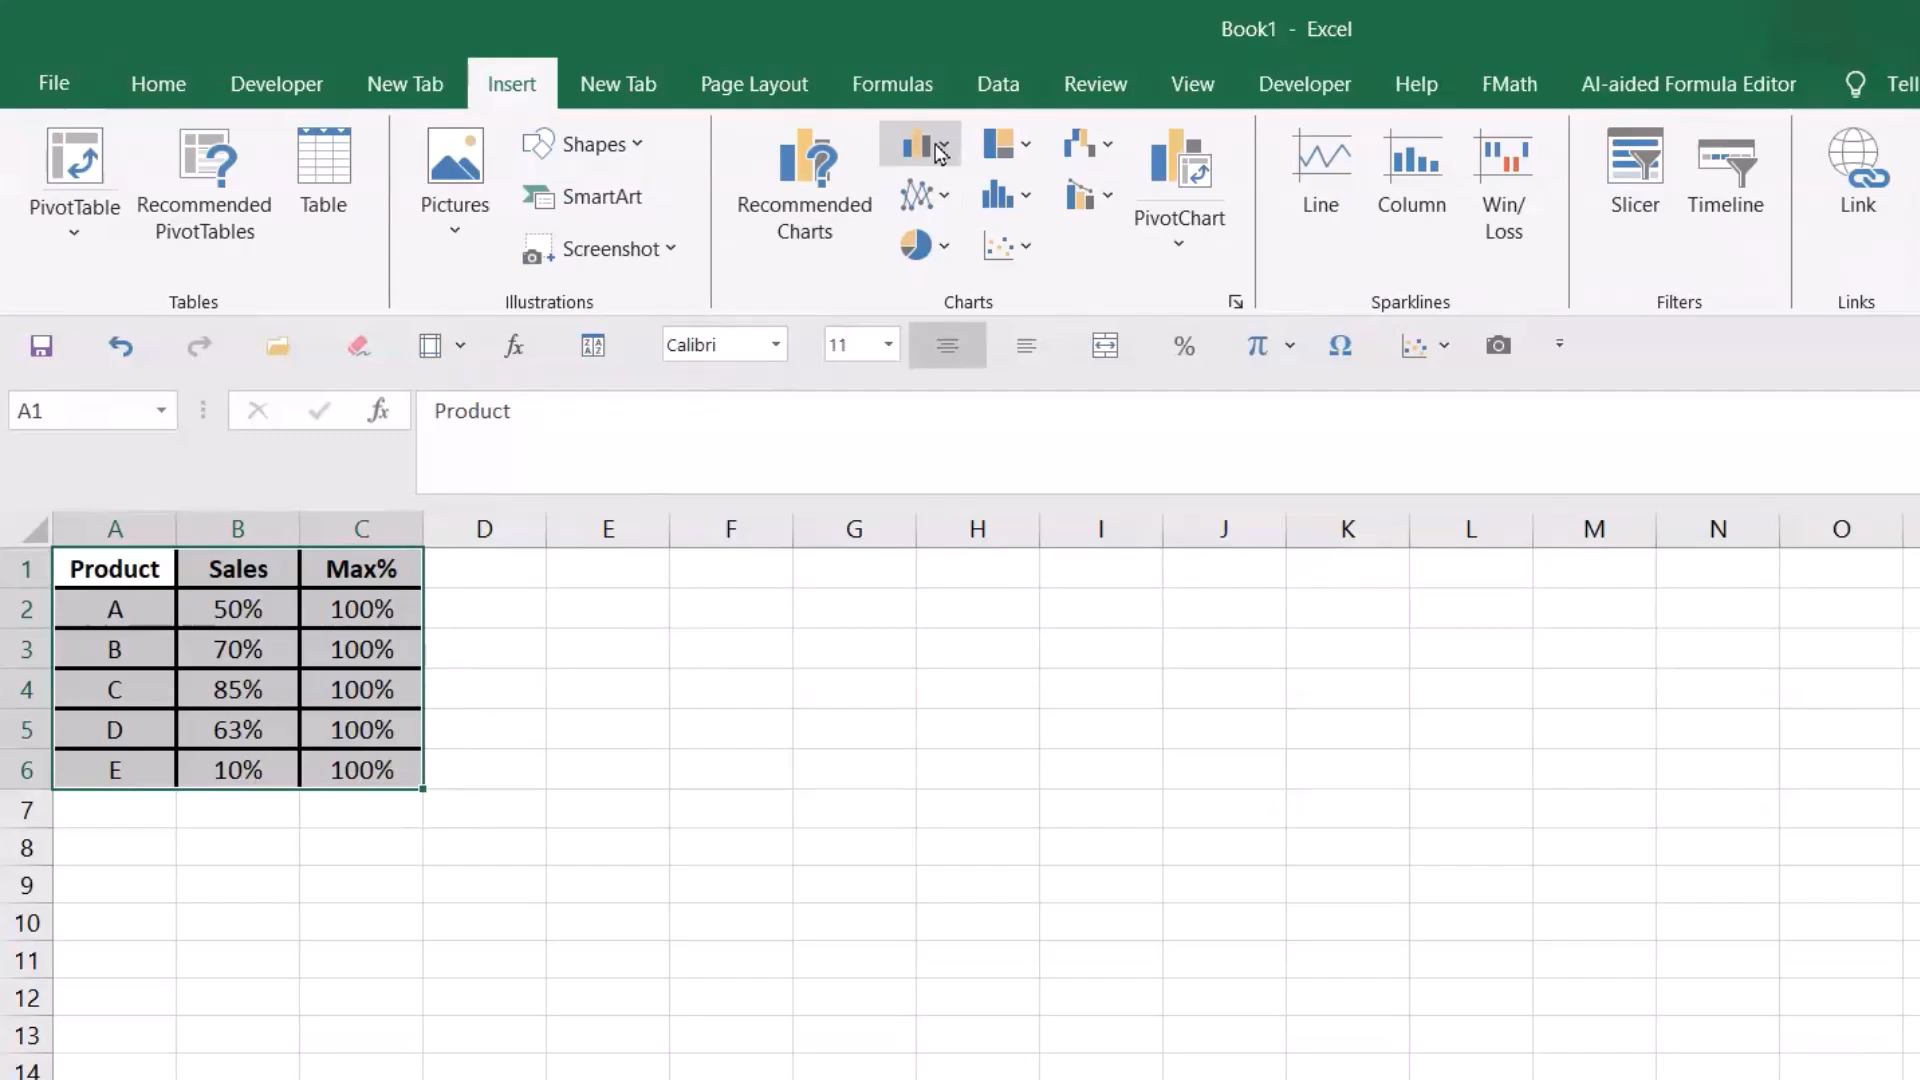 Book1 - Excel
File Home Developer New Tab Insert New Tab Page Layout Formulas Data Review View Developer Help FMath AI-aided Formula Editor Tell
PivotTable
Recommended
PivotTables
Table
Pictures
Shapes
SmartArt
Screenshot
Recommended
Charts
PivotChart
Line
Column
Win/
Loss
Slicer
Timeline
Link
Tables Illustrations Charts Sparklines Filters Links
fx Calibri 11 % π Ω
A1 fx Product
A B C D E F G H I J K L M N O
1 Product Sales Max%
2 A 50% 100%
3 B 70% 100%
4 C 85% 100%
5 D 63% 100%
6 E 10% 100%
7
8
9
10
11
12
13
14